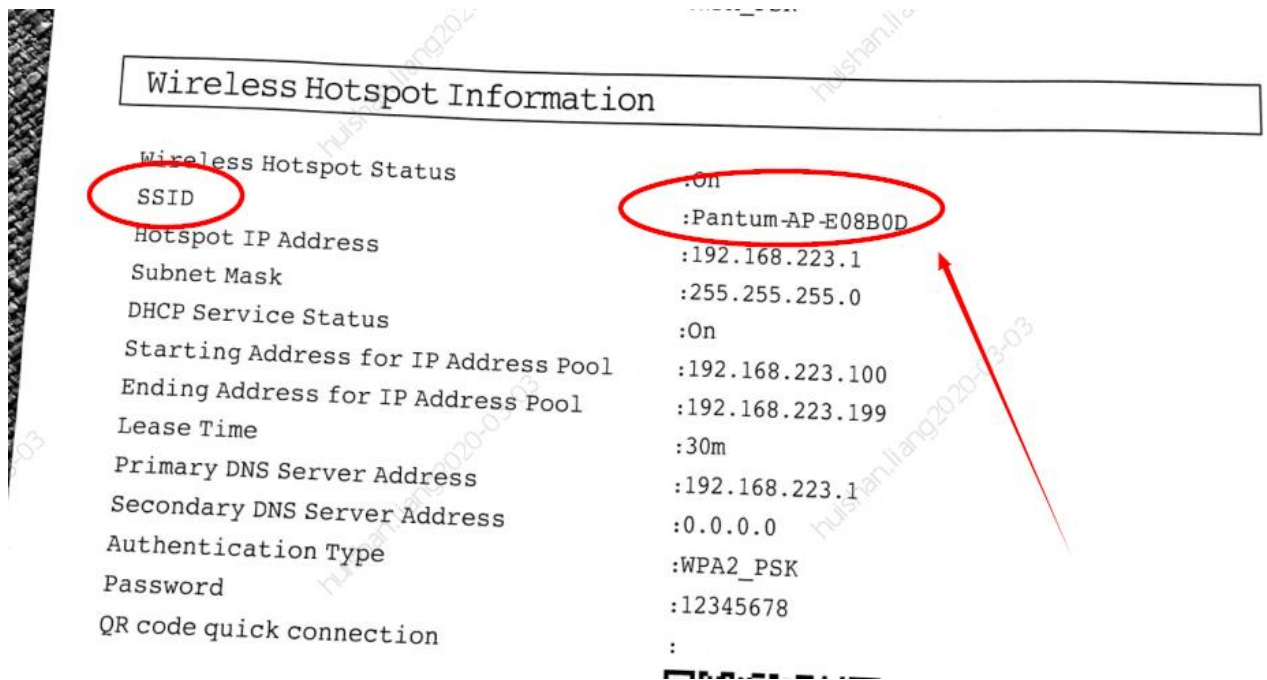 Wireless Hotspot Information
Wireless Hotspot Status :On
SSID :Pantum-AP-E08B0D
Hotspot IP Address :192.168.223.1
Subnet Mask :255.255.255.0
DHCP Service Status :On
Starting Address for IP Address Pool :192.168.223.100
Ending Address for IP Address Pool :192.168.223.199
Lease Time :30m
Primary DNS Server Address :192.168.223.1
Secondary DNS Server Address :0.0.0.0
Authentication Type :WPA2_PSK
Password :12345678
QR code quick connection :
huishan.liang2020-03-03